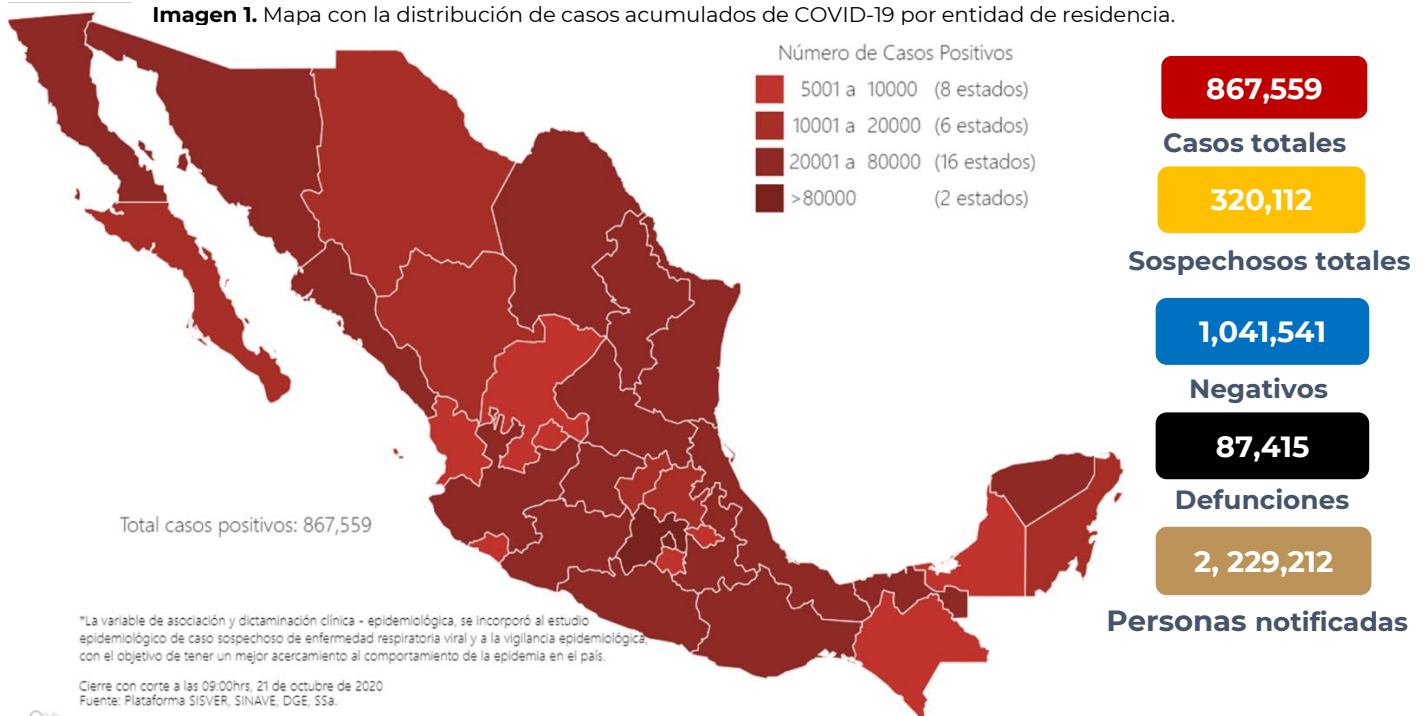 Imagen 1. Mapa con la distribución de casos acumulados de COVID-19 por entidad de residencia.
Número de Casos Positivos
5001 a 10000 (8 estados)
10001 a 20000 (6 estados)
20001 a 80000 (16 estados)
>80000 (2 estados)
867,559
Casos totales
320,112
Sospechosos totales
1,041,541
Negativos
87,415
Defunciones
2, 229,212
Personas notificadas
Total casos positivos: 867,559
*La variable de asociación y dictaminación clínica - epidemiológica, se incorporó al estudio
epidemiológico de caso sospechoso de enfermedad respiratoria viral y a la vigilancia epidemiológica,
con el objetivo de tener un mejor acercamiento al comportamiento de la epidemia en el país.
Cierre con corte a las 09:00hrs, 21 de octubre de 2020
Fuente: Plataforma SISVER, SINAVE, DGE, SSa.